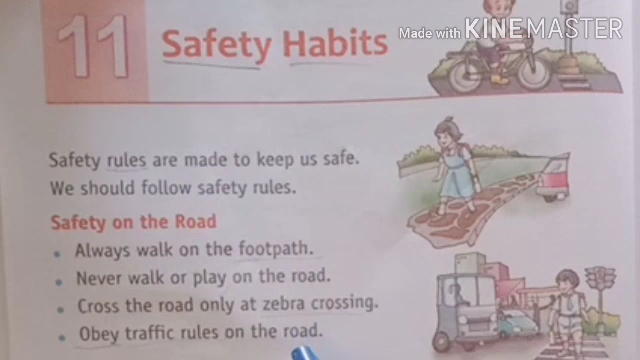 11
Safety Habits
Made with KINEMASTER
Safety rules are made to keep us safe.
We should follow safety rules.
Safety on the Road
• Always walk on the footpath.
• Never walk or play on the road.
• Cross the road only at zebra crossing.
• Obey traffic rules on the road.